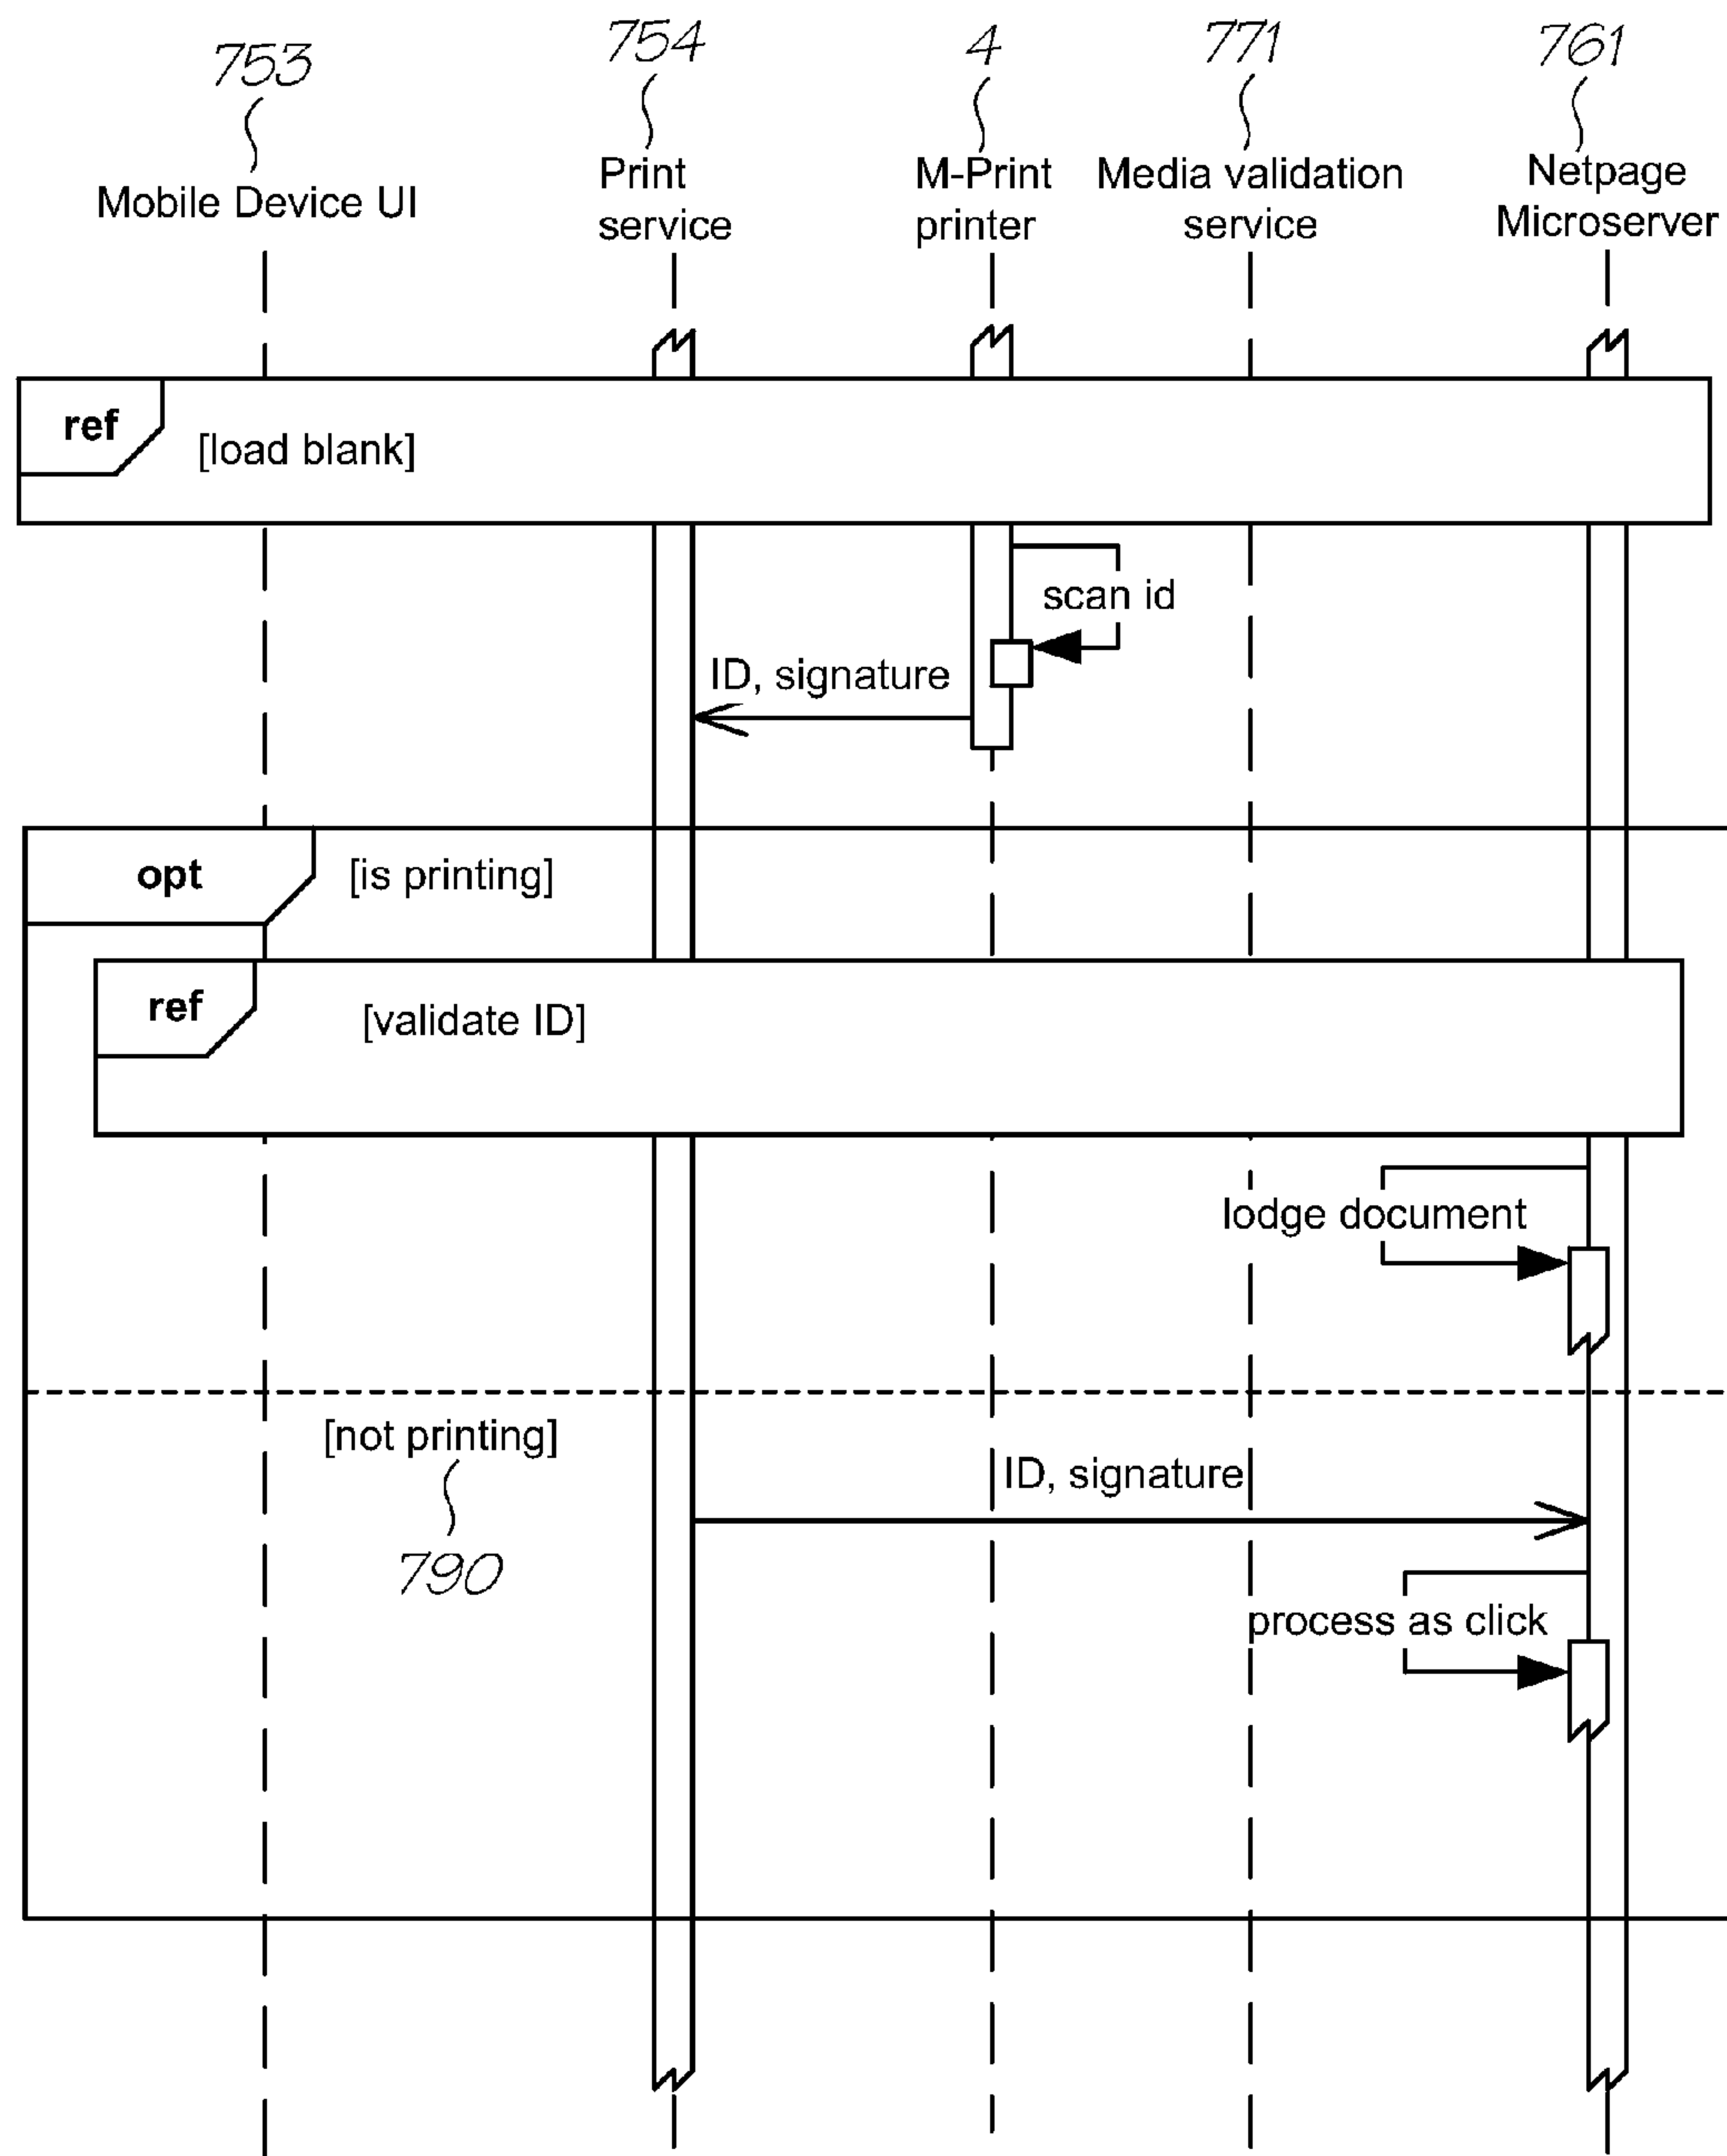 753
754
4
771
761
Mobile Device UI
Print
service
M-Print
printer
Media validation
service
Netpage
Microserver
ref
[load blank]
scan id
ID, signature
opt
[is printing]
ref
[validate ID]
lodge document
[not printing]
ID, signature
790
process as click